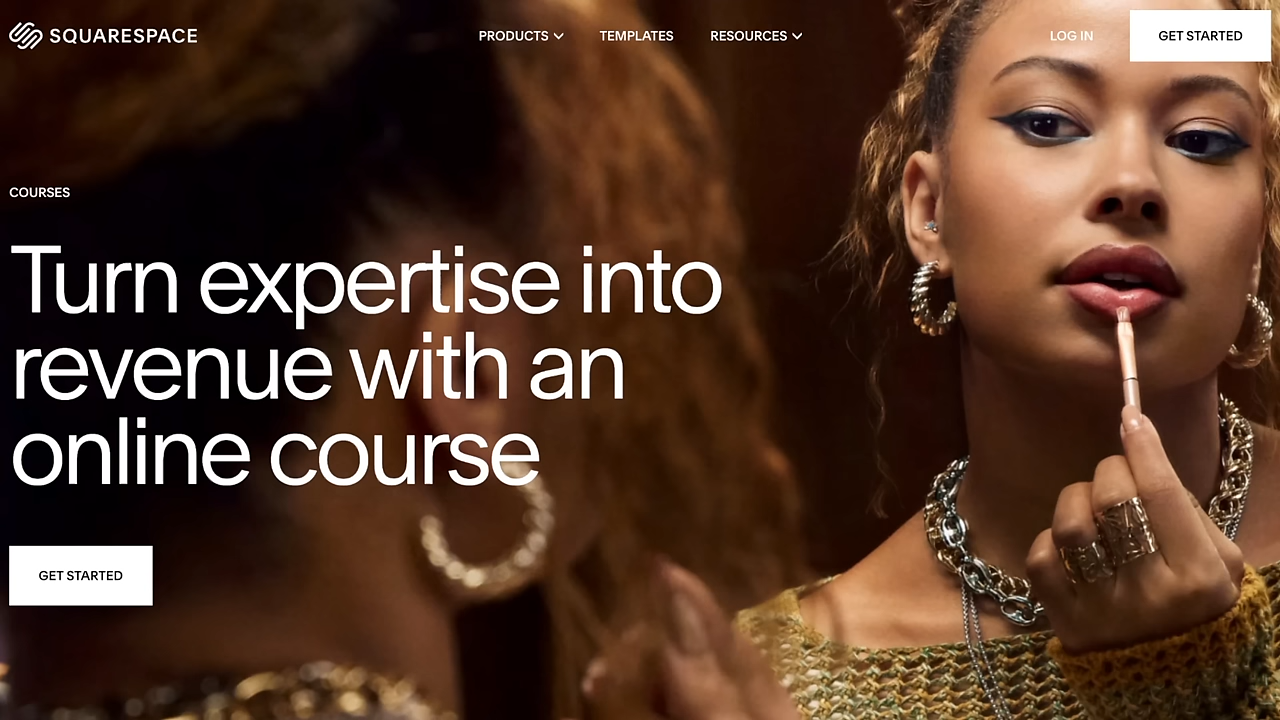 SQUARESPACE
PRODUCTS
TEMPLATES
RESOURCES
LOG IN
GET STARTED
COURSES
Turn expertise into
revenue with an
online course
GET STARTED